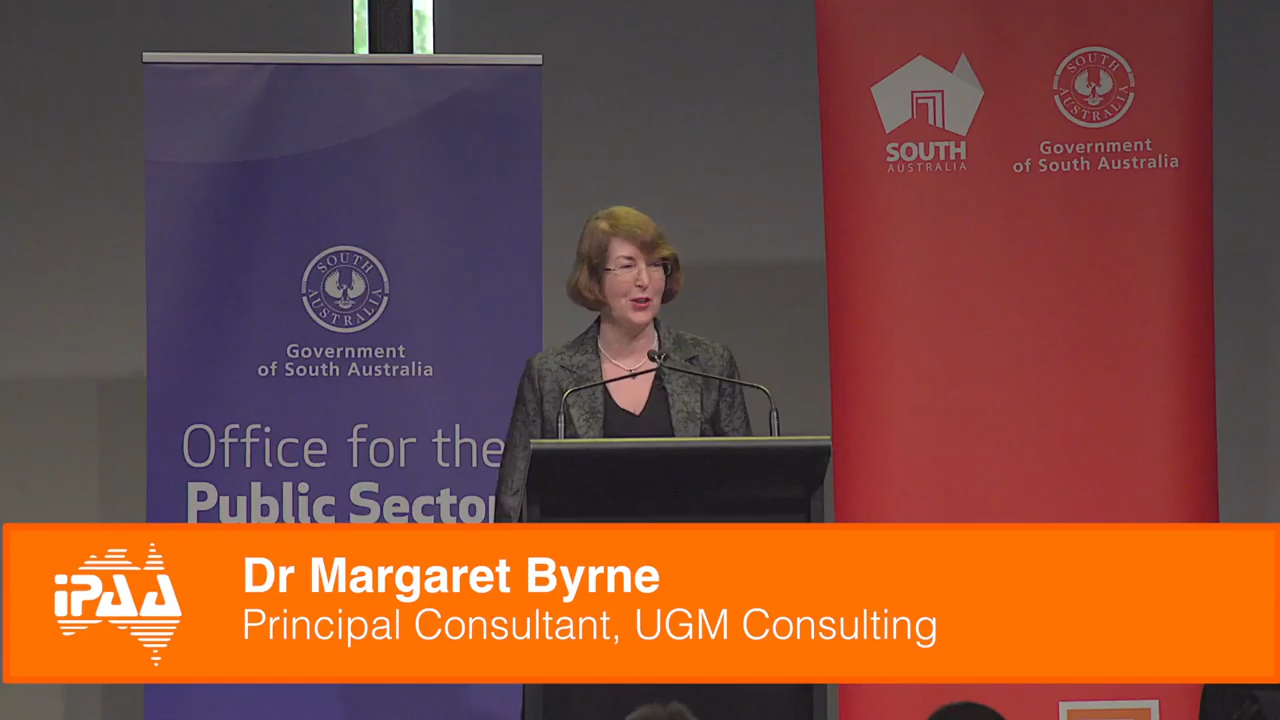 SOUTH AUSTRALIA
Government
of South Australia
Office for the
Public Sector
SOUTH
AUSTRALIA
SOUTH AUSTRALIA
Government
of South Australia
iPAA
Dr Margaret Byrne
Principal Consultant, UGM Consulting